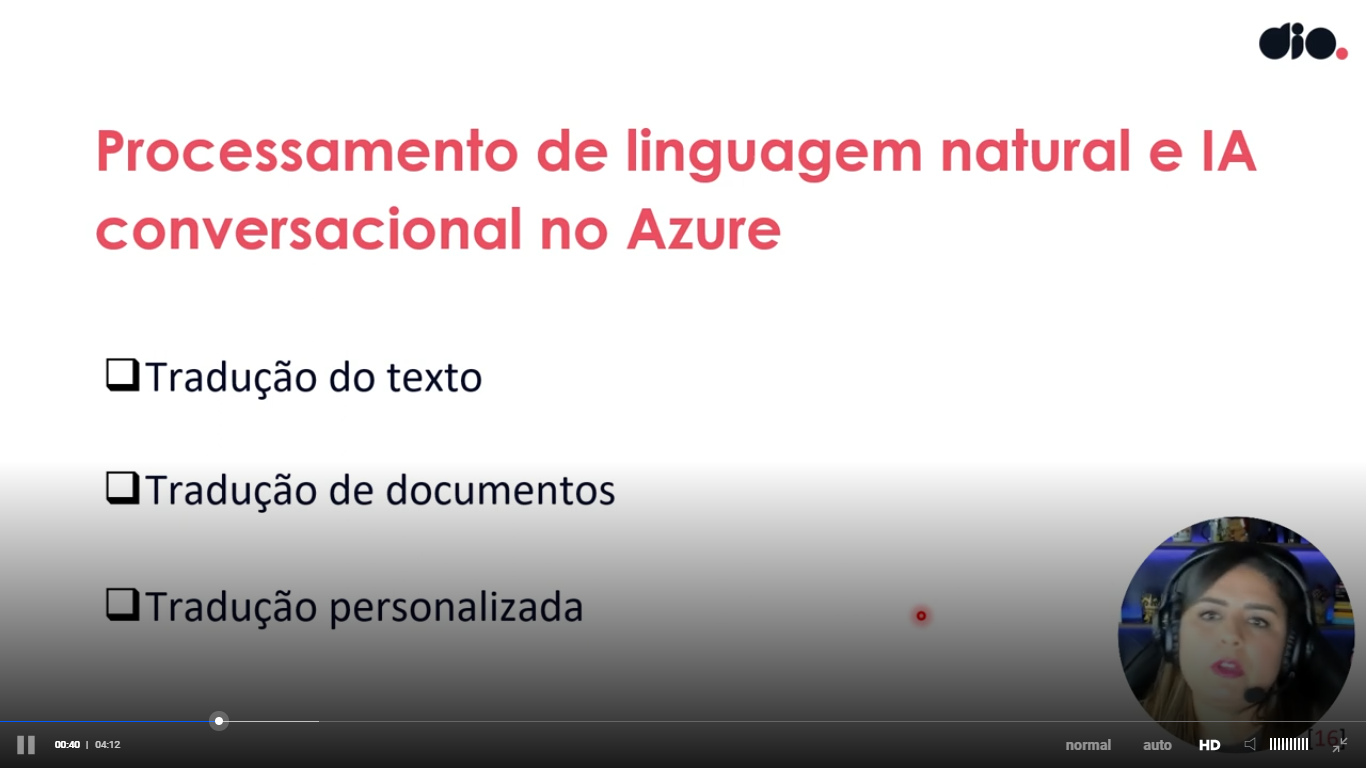 dio.
Processamento de linguagem natural e IA
conversacional no Azure
Tradução do texto
Tradução de documentos
Tradução personalizada
00:40 | 04:12
normal auto HD
[16]